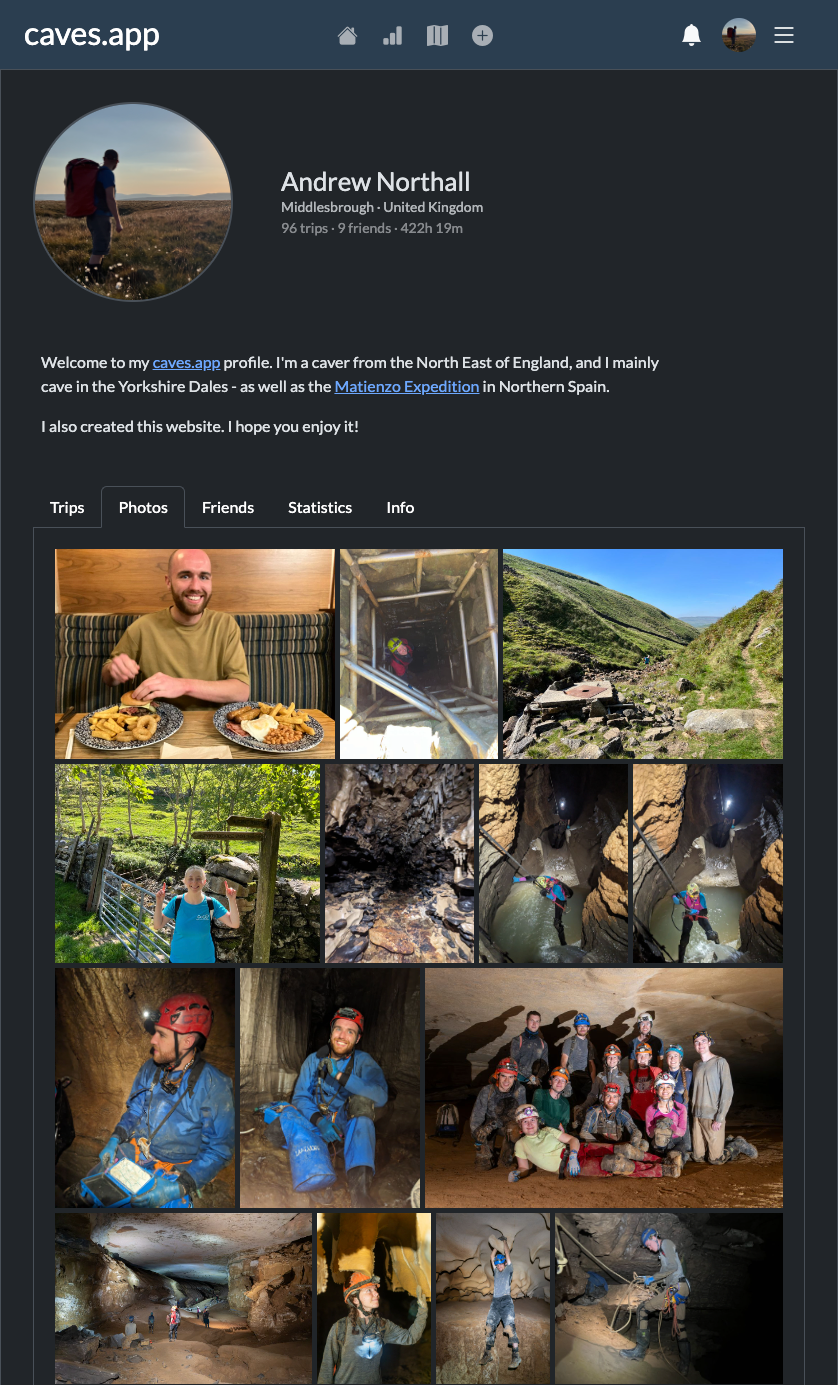 caves.app
Andrew Northall
Middlesbrough · United Kingdom
96 trips · 9 friends · 422h 19m
Welcome to my caves.app profile. I'm a caver from the North East of England, and I mainly
cave in the Yorkshire Dales - as well as the Matienzo Expedition in Northern Spain.
I also created this website. I hope you enjoy it!
Trips
Photos
Friends
Statistics
Info